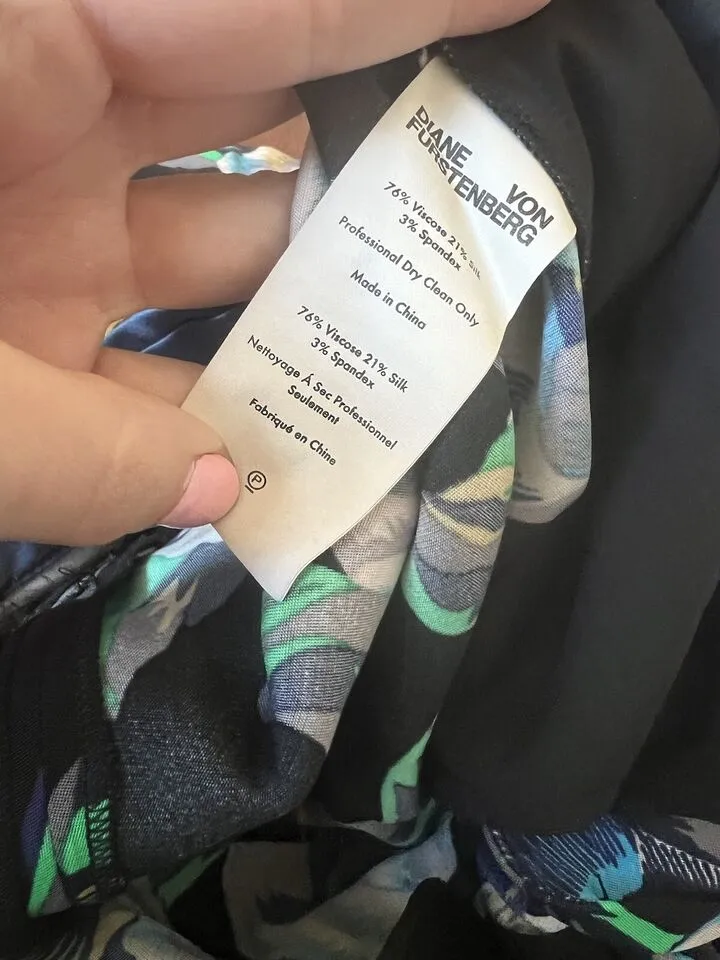 DIANE VON
FURSTENBERG
76% Viscose 21% Silk
3% Spandex
Professional Dry Clean Only
Made in China
76% Viscose 21% Silk
3% Spandex
Nettoyage Á Sec Professionnel
Seulement
Fabriqué en Chine
P